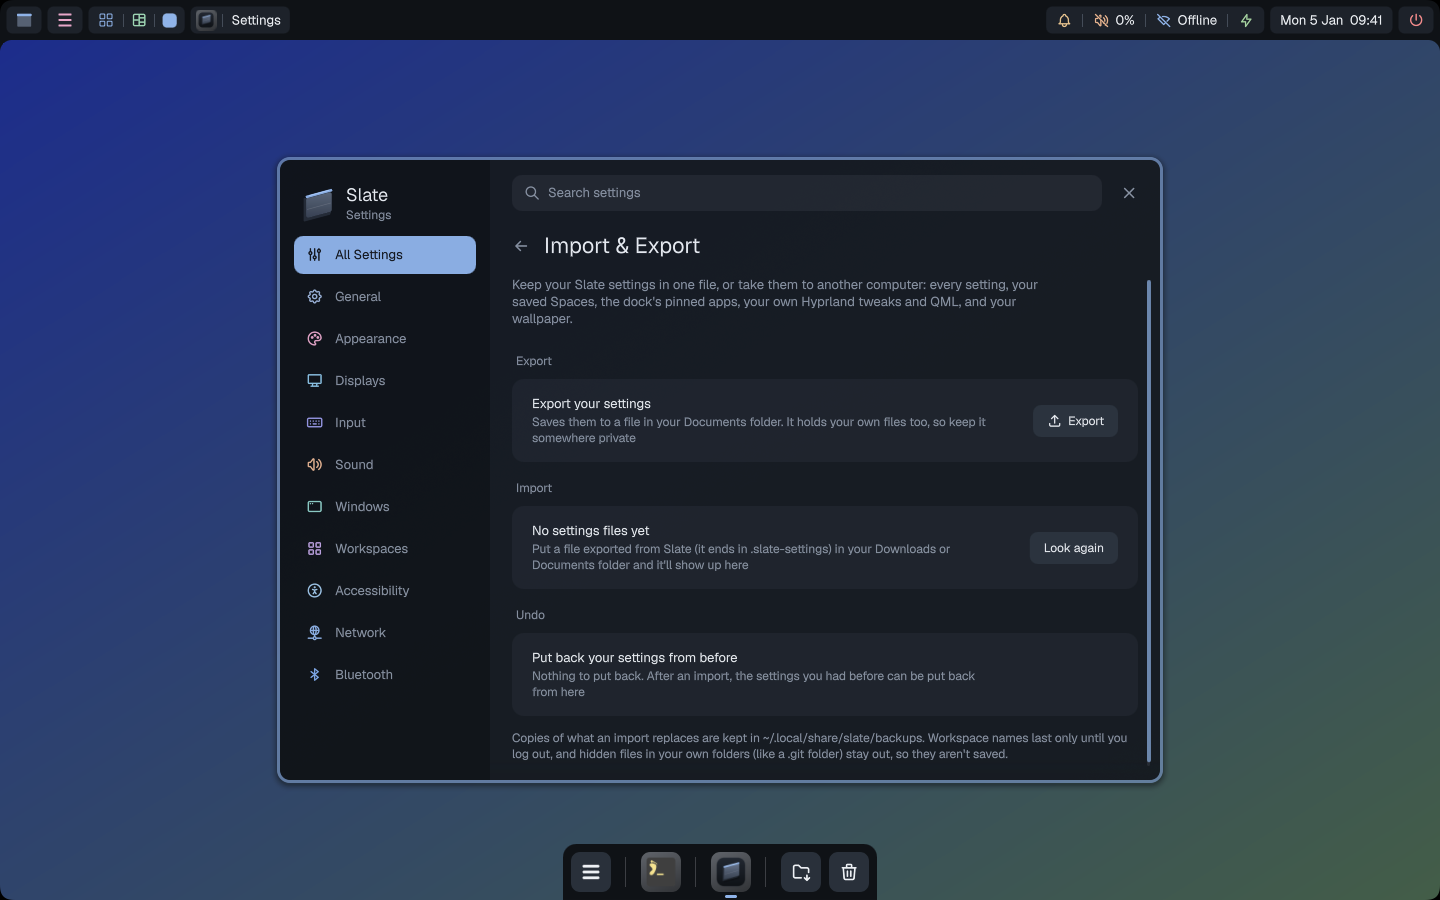 Settings
0%
Offline
Mon 5 Jan 09:41
Slate
Settings
Search settings
All Settings
General
Appearance
Displays
Input
Sound
Windows
Workspaces
Accessibility
Network
Bluetooth
Import & Export
Keep your Slate settings in one file, or take them to another computer: every setting, your
saved Spaces, the dock's pinned apps, your own Hyprland tweaks and QML, and your
wallpaper.
Export
Export your settings
Saves them to a file in your Documents folder. It holds your own files too, so keep it
somewhere private
Export
Import
No settings files yet
Put a file exported from Slate (it ends in .slate-settings) in your Downloads or
Documents folder and it'll show up here
Look again
Undo
Put back your settings from before
Nothing to put back. After an import, the settings you had before can be put back
from here
Copies of what an import replaces are kept in ~/.local/share/slate/backups. Workspace names last only until you
log out, and hidden files in your own folders (like a .git folder) stay out, so they aren't saved.